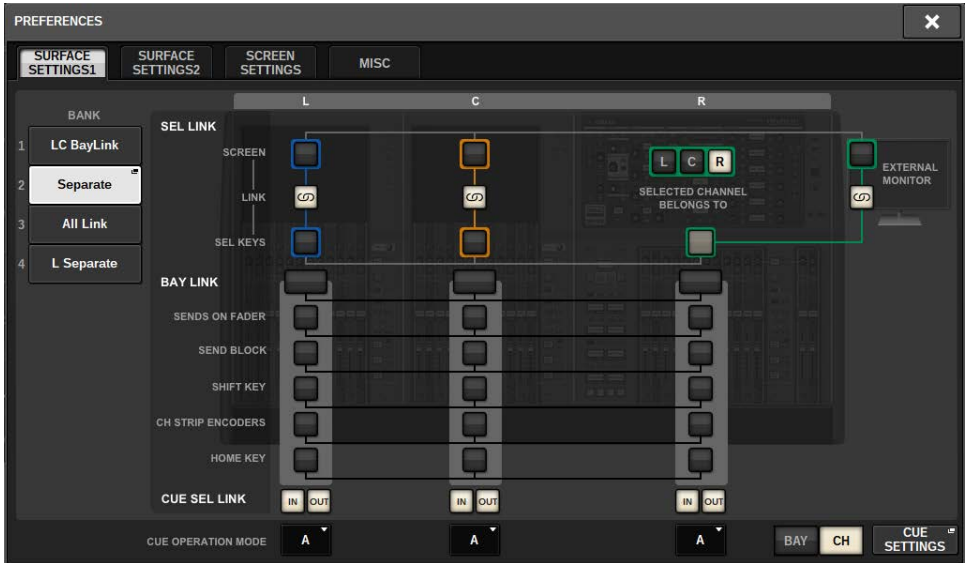 PREFERENCES
SURFACE SETTINGS1
SURFACE SETTINGS2
SCREEN SETTINGS
MISC
L
C
R
BANK
1 LC BayLink
2 Separate
3 All Link
4 L Separate
SEL LINK
SCREEN
LINK
SEL KEYS
L C R
SELECTED CHANNEL
BELONGS TO
EXTERNAL
MONITOR
BAY LINK
SENDS ON FADER
SEND BLOCK
SHIFT KEY
CH STRIP ENCODERS
HOME KEY
CUE SEL LINK
IN OUT
IN OUT
IN OUT
CUE OPERATION MODE
A
A
A
BAY CH
CUE
SETTINGS